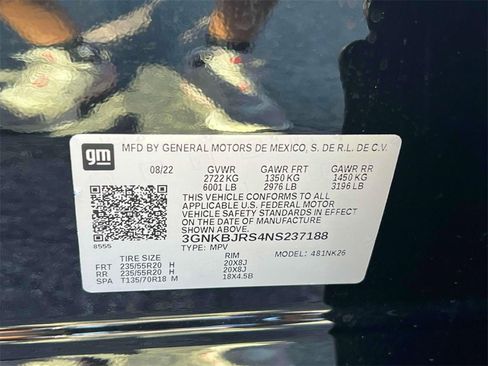 MFD BY GENERAL MOTORS DE MEXICO, S. DE R.L. DE C.V.
gm
08/22 GVWR GAWR FRT GAWR RR
2722 KG 1350 KG 1450 KG
6001 LB 2976 LB 3196 LB
THIS VEHICLE CONFORMS TO ALL
APPLICABLE U.S. FEDERAL MOTOR
VEHICLE SAFETY STANDARDS IN EFFECT
ON THE DATE OF MANUFACTURE
SHOWN ABOVE.
3GNKBJRS4NS237188
8555
TYPE: MPV MODEL: 481NK26
TIRE SIZE RIM
FRT 235/55R20 H 20X8J
RR 235/55R20 H 20X8J
SPA T135/70R18 M 18X4.5B